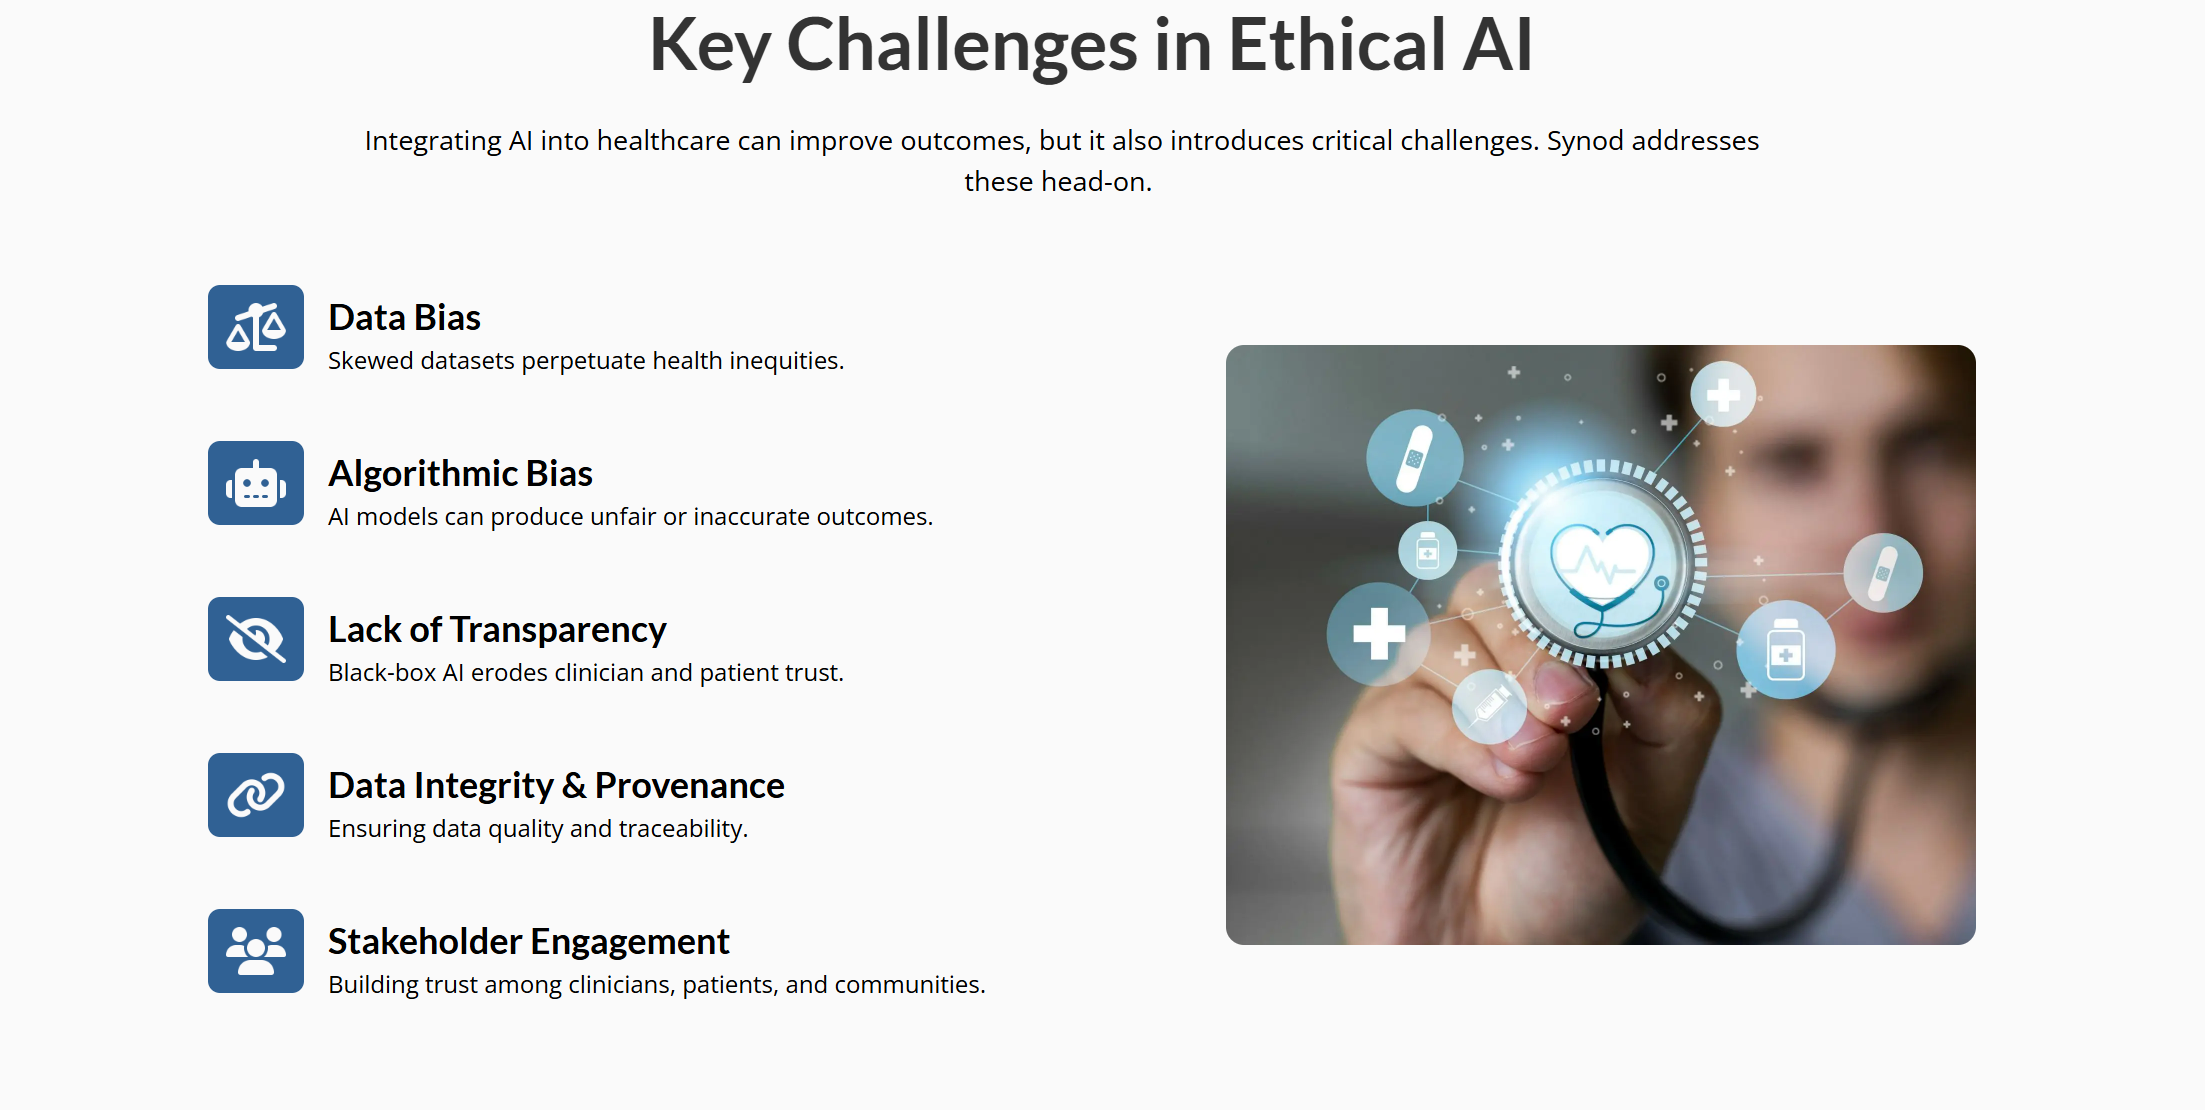 Key Challenges in Ethical AI
Integrating AI into healthcare can improve outcomes, but it also introduces critical challenges. Synod addresses
these head-on.
Data Bias
Skewed datasets perpetuate health inequities.
Algorithmic Bias
AI models can produce unfair or inaccurate outcomes.
Lack of Transparency
Black-box AI erodes clinician and patient trust.
Data Integrity & Provenance
Ensuring data quality and traceability.
Stakeholder Engagement
Building trust among clinicians, patients, and communities.